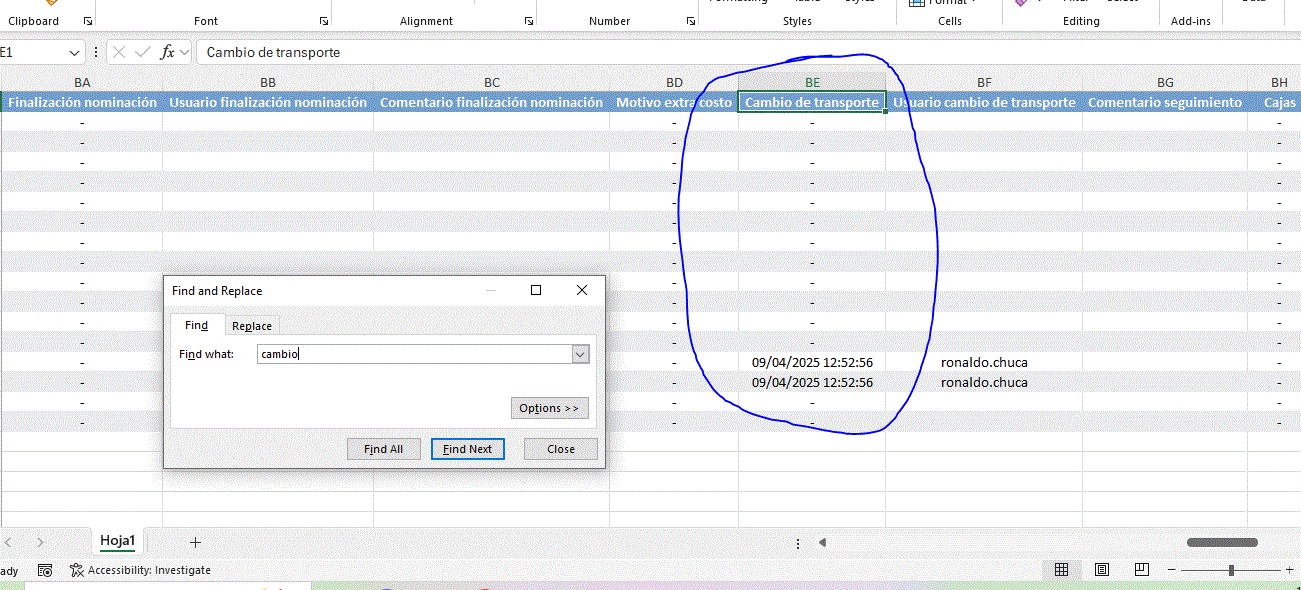 Clipboard Font Alignment Number Styles Cells Editing Add-ins
E1 fx Cambio de transporte
BA BB BC BD BE BF BG BH
Finalización nominación Usuario finalización nominación Comentario finalización nominación Motivo extra costo Cambio de transporte Usuario cambio de transporte Comentario seguimiento Cajas
- - - -
- - - -
- - - -
- - - -
- - - -
- - - -
- - - -
- - - -
Find and Replace - - -
- - -
Find Replace - - -
Find what: cambio - - -
- 09/04/2025 12:52:56 ronaldo.chuca -
- 09/04/2025 12:52:56 ronaldo.chuca -
Options >> - - -
- - - -
Find All Find Next Close
Hoja1 +
ady Accessibility: Investigate - +